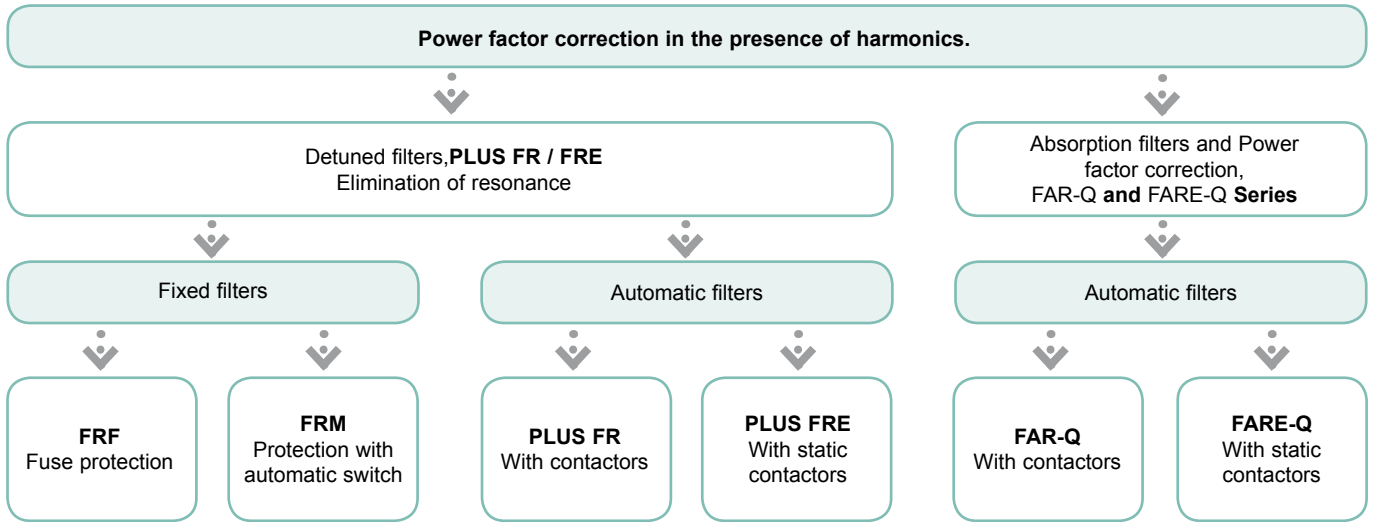 Power factor correction in the presence of harmonics.
Detuned filters,PLUS FR / FRE
Elimination of resonance
Absorption filters and Power
factor correction,
FAR-Q and FARE-Q Series
Fixed filters
Automatic filters
Automatic filters
FRF
Fuse protection
FRM
Protection with
automatic switch
PLUS FR
With contactors
PLUS FRE
With static
contactors
FAR-Q
With contactors
FARE-Q
With static
contactors